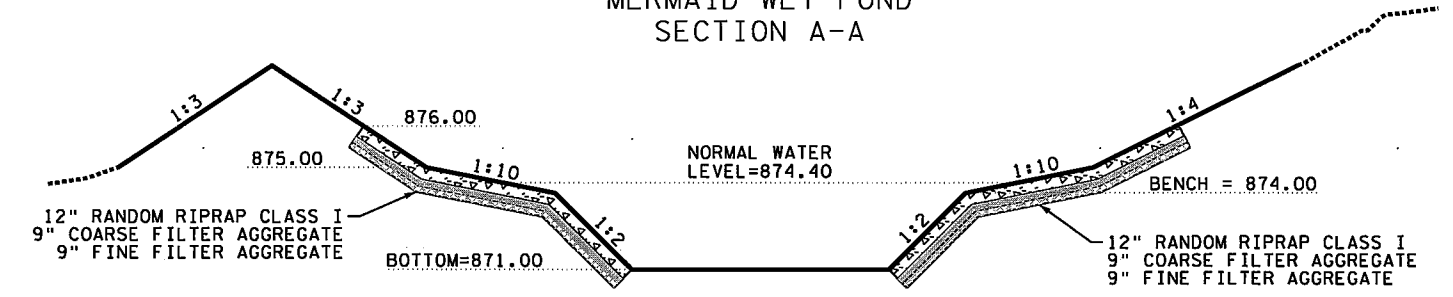 MERMAID WET POND
SECTION A-A
1:3
1:3
876.00
1:4
875.00
1:10
NORMAL WATER
LEVEL=874.40
1:10
BENCH = 874.00
12" RANDOM RIPRAP CLASS I
9" COARSE FILTER AGGREGATE
9" FINE FILTER AGGREGATE
1:2
1:2
BOTTOM=871.00
12" RANDOM RIPRAP CLASS I
9" COARSE FILTER AGGREGATE
9" FINE FILTER AGGREGATE